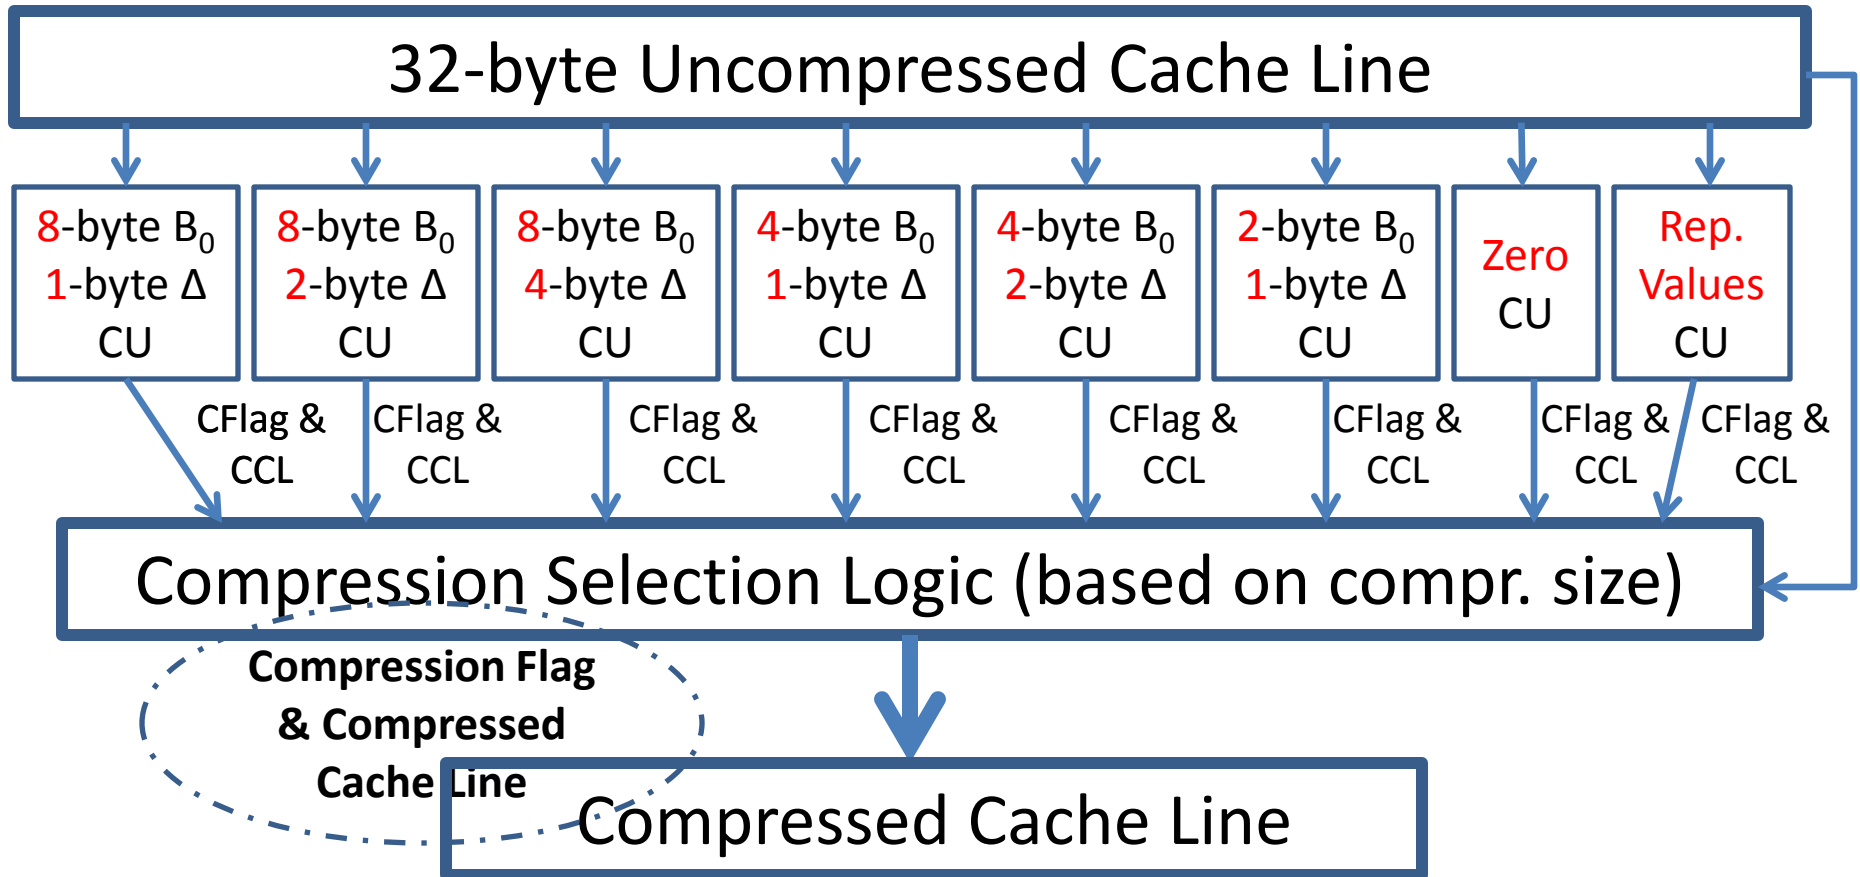 32-byte Uncompressed Cache Line
8-byte B₀
1-byte Δ
CU
8-byte B₀
2-byte Δ
CU
8-byte B₀
4-byte Δ
CU
4-byte B₀
1-byte Δ
CU
4-byte B₀
2-byte Δ
CU
2-byte B₀
1-byte Δ
CU
Zero
CU
Rep.
Values
CU
CFlag &
CCL
CFlag &
CCL
CFlag &
CCL
CFlag &
CCL
CFlag &
CCL
CFlag &
CCL
CFlag &
CCL
CFlag &
CCL
Compression Selection Logic (based on compr. size)
Compression Flag
& Compressed
Cache Line
Compressed Cache Line